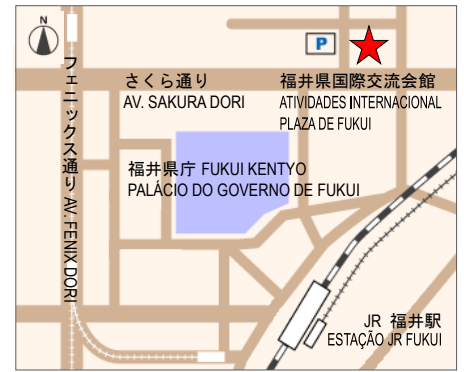 N
P
さくら通り
AV. SAKURA DORI
福井県国際交流会館
ATIVIDADES INTERNACIONAL
PLAZA DE FUKUI
フェニックス通り AV. FENIX DORI
福井県庁 FUKUI KENTYO
PALÁCIO DO GOVERNO DE FUKUI
JR 福井駅
ESTAÇÃO JR FUKUI